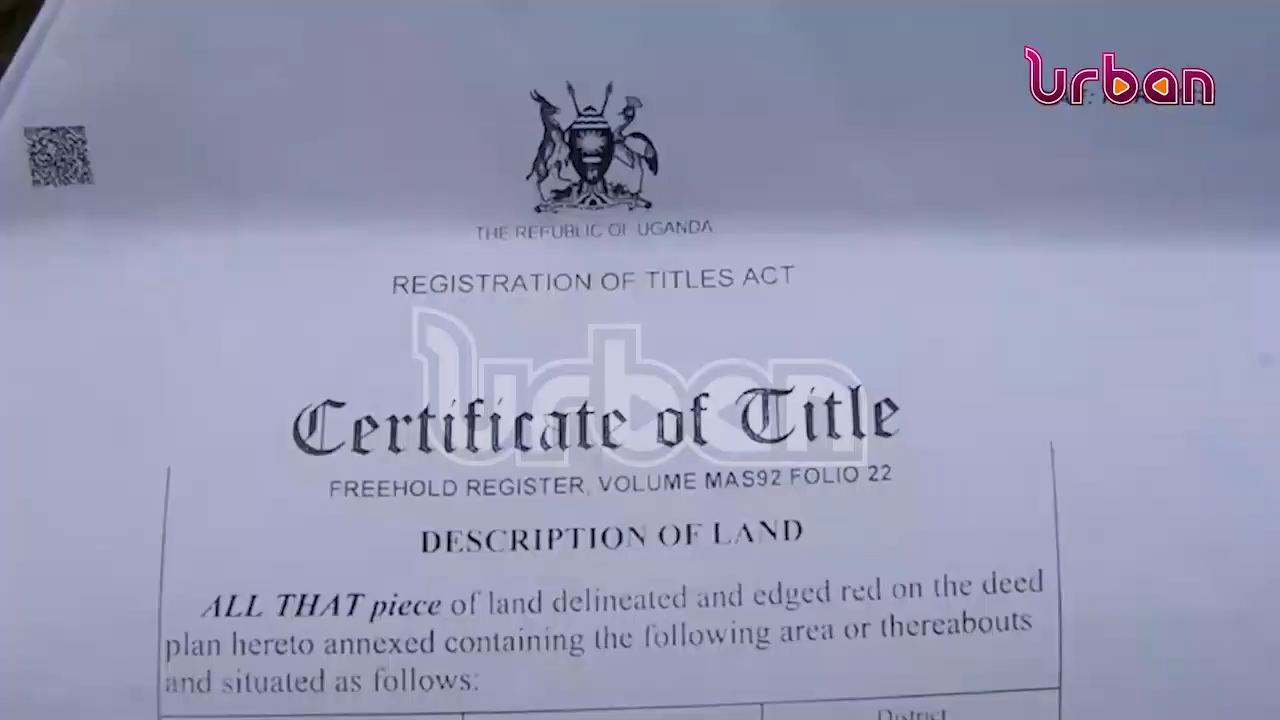 Urban
THE REPUBLIC OF UGANDA
REGISTRATION OF TITLES ACT
Urban
Certificate of Title
FREEHOLD REGISTER, VOLUME MAS92 FOLIO 22
DESCRIPTION OF LAND
ALL THAT piece of land delineated and edged red on the deed
plan hereto annexed containing the following area or thereabouts
and situated as follows:
District